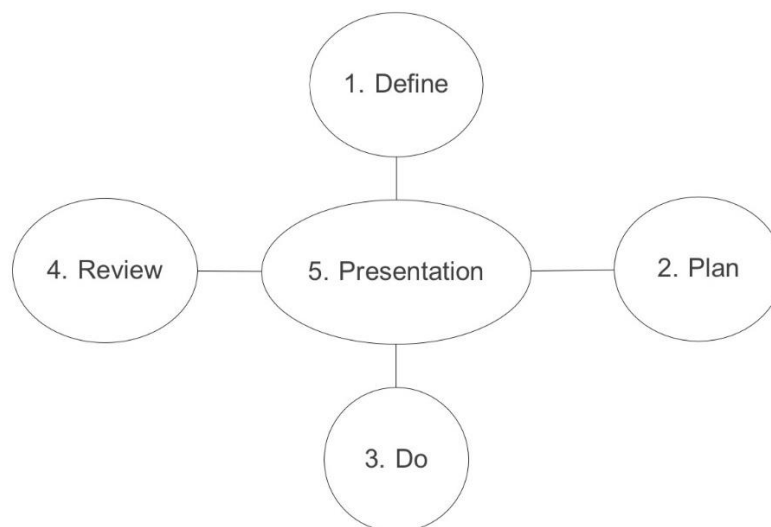 1. Define
4. Review
5. Presentation
2. Plan
3. Do